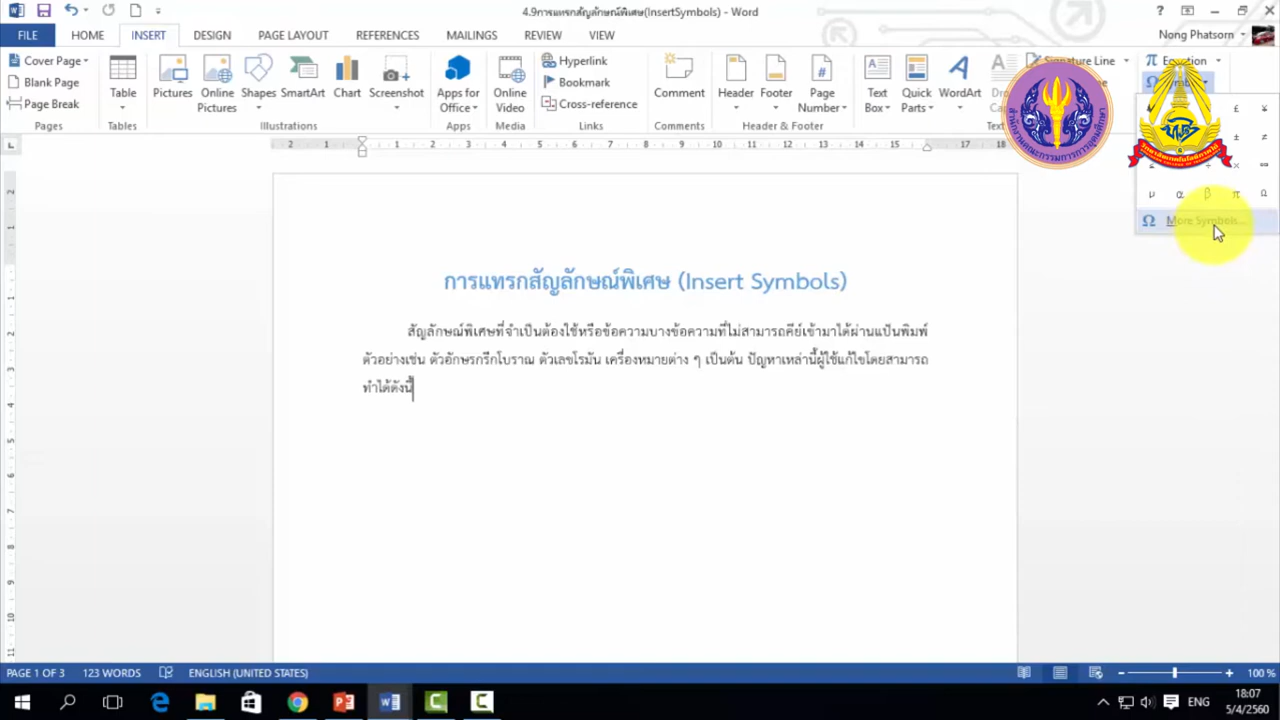 4.9การแทรกสัญลักษณ์พิเศษ(InsertSymbols) - Word
FILE HOME INSERT DESIGN PAGE LAYOUT REFERENCES MAILINGS REVIEW VIEW Nong Phatsorn
Cover Page
Blank Page
Page Break
Pages
Table
Tables
Pictures
Online Pictures
Shapes
SmartArt
Chart
Screenshot
Illustrations
Apps for Office
Apps
Online Video
Media
Hyperlink
Bookmark
Cross-reference
Links
Comment
Comments
Header
Footer
Page Number
Header & Footer
Text Box
Quick Parts
WordArt
Signature Line
Equation
£ ¥
± ≠
÷ × ∞
μ α β π Ω
More Symbols...
การแทรกสัญลักษณ์พิเศษ (Insert Symbols)
สัญลักษณ์พิเศษที่จำเป็นต้องใช้หรือข้อความบางข้อความที่ไม่สามารถคีย์เข้ามาได้ผ่านแป้นพิมพ์
ตัวอย่างเช่น ตัวอักษรกรีกโบราณ ตัวเลขโรมัน เครื่องหมายต่าง ๆ เป็นต้น ปัญหาเหล่านี้ผู้ใช้แก้ไขโดยสามารถ
ทำได้ดังนี้
PAGE 1 OF 3 123 WORDS ENGLISH (UNITED STATES) 100 %
ENG 18:07
5/4/2560